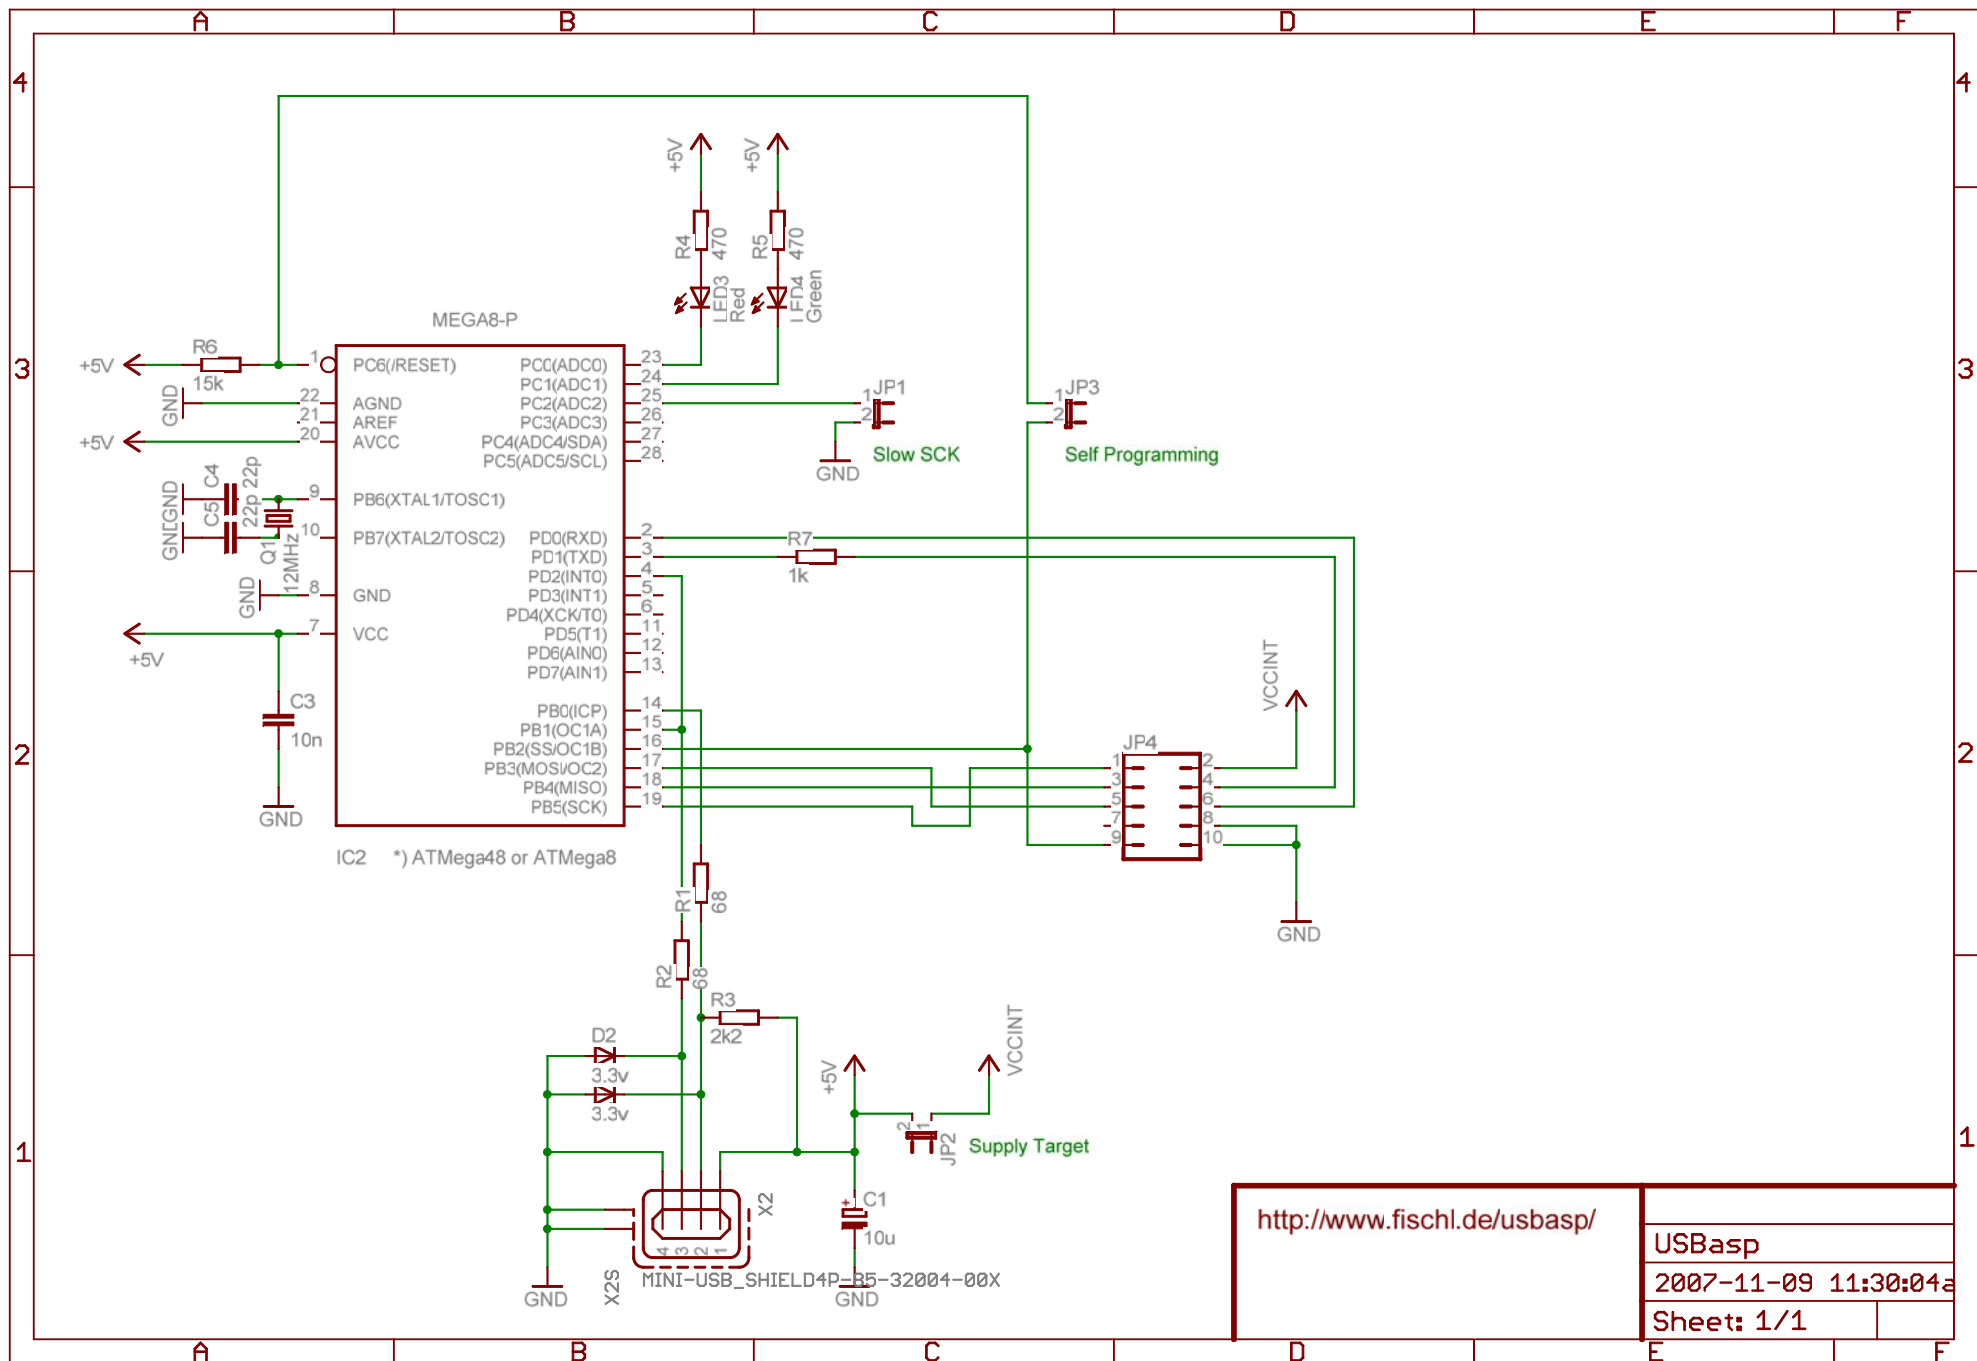 A B C D E F
4 4
+5V +5V
R4 470 R5 470
LED3 Red LED4 Green
MEGA8-P
3 3
+5V R6 15k 1 PC6(/RESET)
GND 22 AGND
21 AREF
+5V 20 AVCC
GND C4 22p 9 PB6(XTAL1/TOSC1)
GND C5 22p 10 PB7(XTAL2/TOSC2)
Q1 12MHz
GND 8 GND
+5V 7 VCC
C3
10n
GND
PC0(ADC0) 23
PC1(ADC1) 24
PC2(ADC2) 25
PC3(ADC3) 26
PC4(ADC4/SDA) 27
PC5(ADC5/SCL) 28
PD0(RXD) 2
PD1(TXD) 3
PD2(INT0) 4
PD3(INT1) 5
PD4(XCK/T0) 6
PD5(T1) 11
PD6(AIN0) 12
PD7(AIN1) 13
PB0(ICP) 14
PB1(OC1A) 15
PB2(SS/OC1B) 16
PB3(MOSI/OC2) 17
PB4(MISO) 18
PB5(SCK) 19
IC2 *) ATMega48 or ATMega8
JP1
1
2
GND
Slow SCK
JP3
1
2
Self Programming
R7
1k
2 2
VCCINT
JP4
1 2
3 4
5 6
7 8
9 10
GND
R1 68
R2 68
R3
2k2
D2
3.3v
3.3v
+5V VCCINT
2 1
JP2
Supply Target
1 1
+ C1
10u
GND
X2
4 3 2 1
X2S
MINI-USB_SHIELD4P-B5-32004-00X
GND
http://www.fischl.de/usbasp/
USBasp
2007-11-09 11:30:04a
Sheet: 1/1
A B C D E F